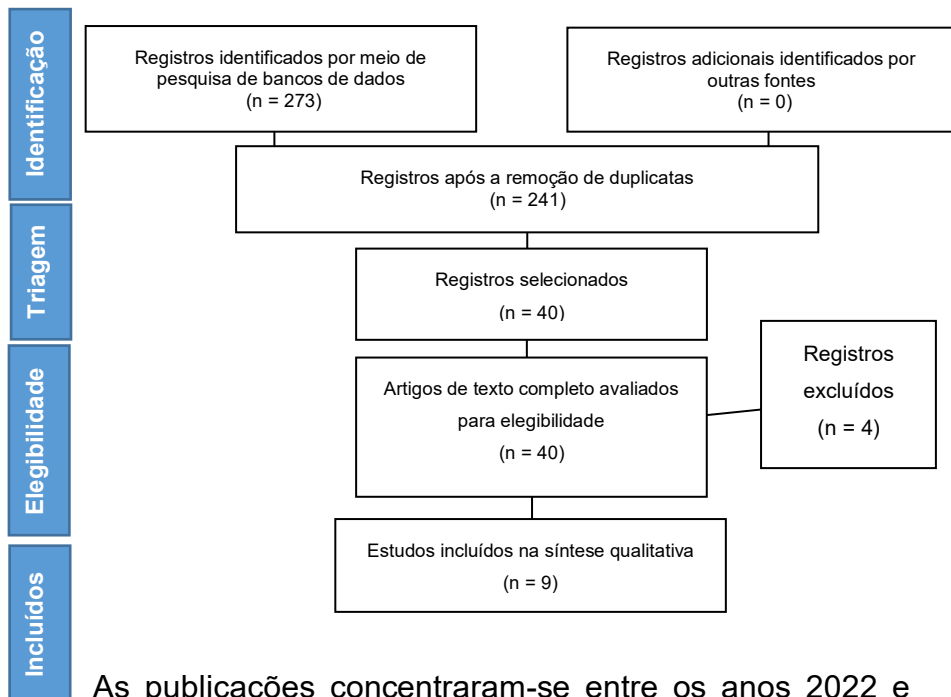 Identificação
Registros identificados por meio de
pesquisa de bancos de dados
(n = 273)
Registros adicionais identificados por
outras fontes
(n = 0)
Registros após a remoção de duplicatas
(n = 241)
Triagem
Registros selecionados
(n = 40)
Elegibilidade
Artigos de texto completo avaliados
para elegibilidade
(n = 40)
Registros
excluídos
(n = 4)
Incluídos
Estudos incluídos na síntese qualitativa
(n = 9)
As publicações concentraram-se entre os anos 2022 e